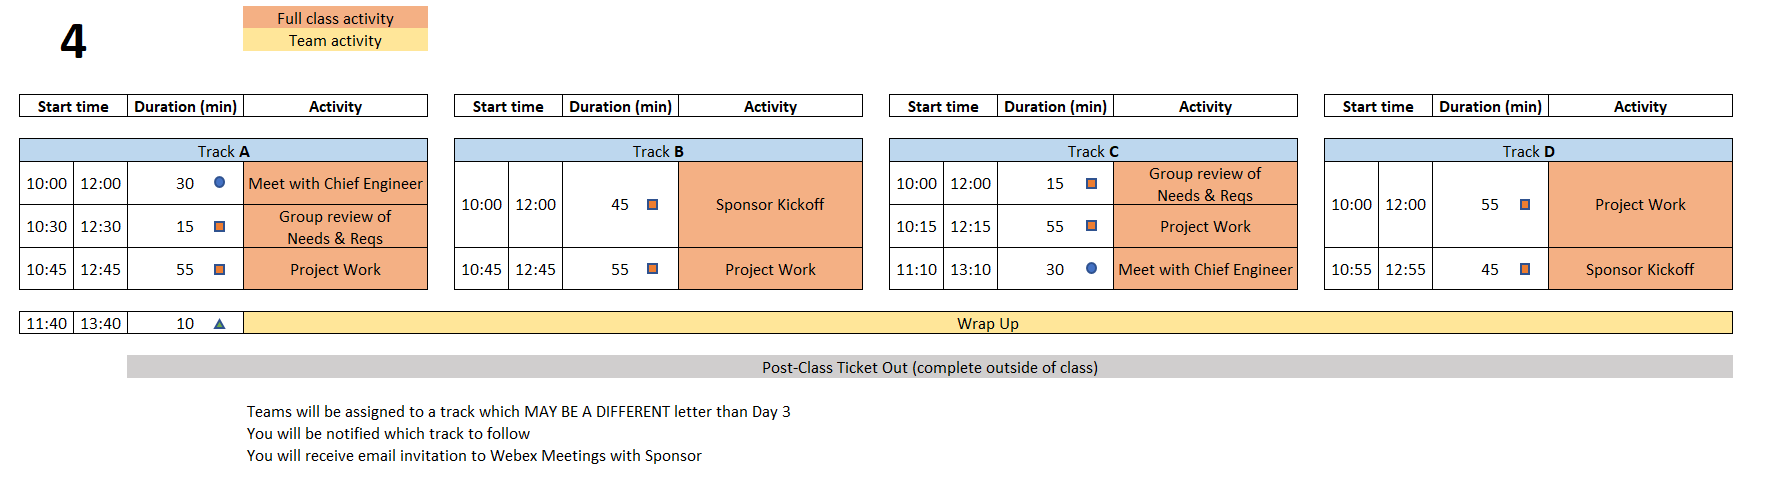 4
Full class activity
Team activity
Start time Duration (min) Activity
Start time Duration (min) Activity
Start time Duration (min) Activity
Start time Duration (min) Activity
Track A
10:00 12:00 30 Meet with Chief Engineer
10:30 12:30 15 Group review of
Needs & Reqs
10:45 12:45 55 Project Work
Track B
10:00 12:00 45 Sponsor Kickoff
10:45 12:45 55 Project Work
Track C
10:00 12:00 15 Group review of
Needs & Reqs
10:15 12:15 55 Project Work
11:10 13:10 30 Meet with Chief Engineer
Track D
10:00 12:00 55 Project Work
10:55 12:55 45 Sponsor Kickoff
11:40 13:40 10 Wrap Up
Post-Class Ticket Out (complete outside of class)
Teams will be assigned to a track which MAY BE A DIFFERENT letter than Day 3
You will be notified which track to follow
You will receive email invitation to Webex Meetings with Sponsor